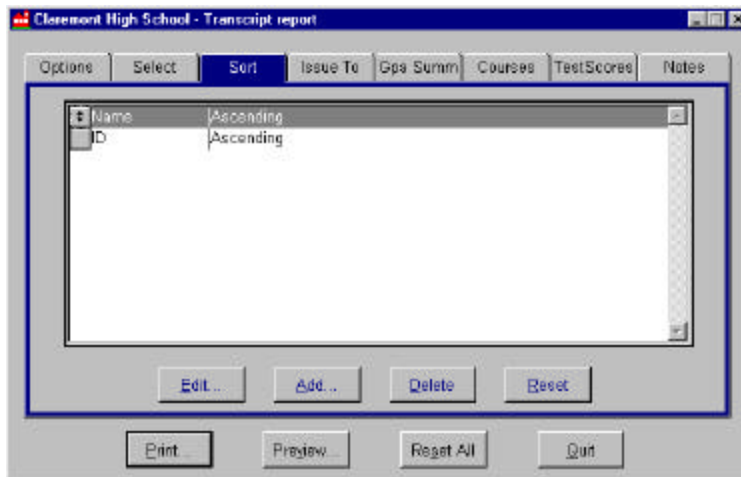 Claremont High School - Transcript report
Options Select Sort Issue To Gpa Summ Courses TestScores Notes
Name Ascending
ID Ascending
Edit... Add... Delete Reset
Print... Preview... Reset All Quit